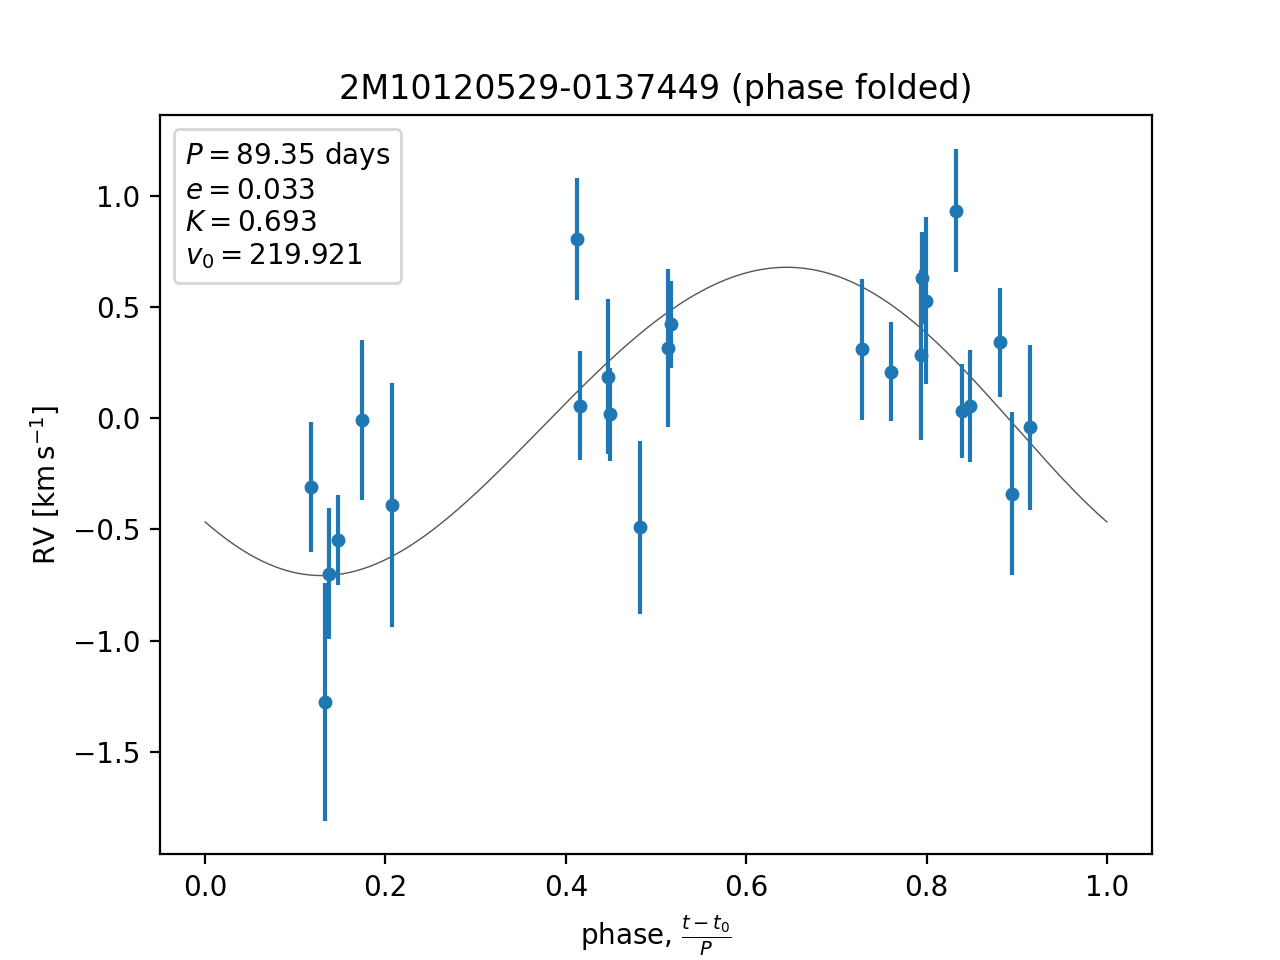 2M10120529-0137449 (phase folded)
P = 89.35 days
e = 0.033
K = 0.693
v₀ = 219.921
1.0
0.5
0.0
−0.5
−1.0
−1.5
RV [km s⁻¹]
0.0 0.2 0.4 0.6 0.8 1.0
phase, (t − t₀)/P